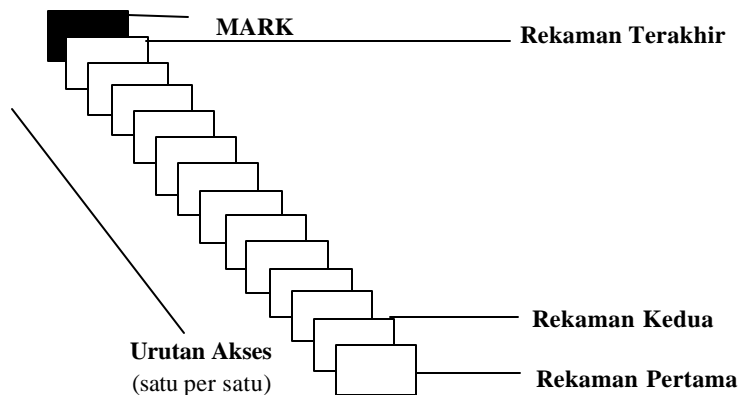 MARK
Rekaman Terakhir
Rekaman Kedua
Urutan Akses
(satu per satu)
Rekaman Pertama